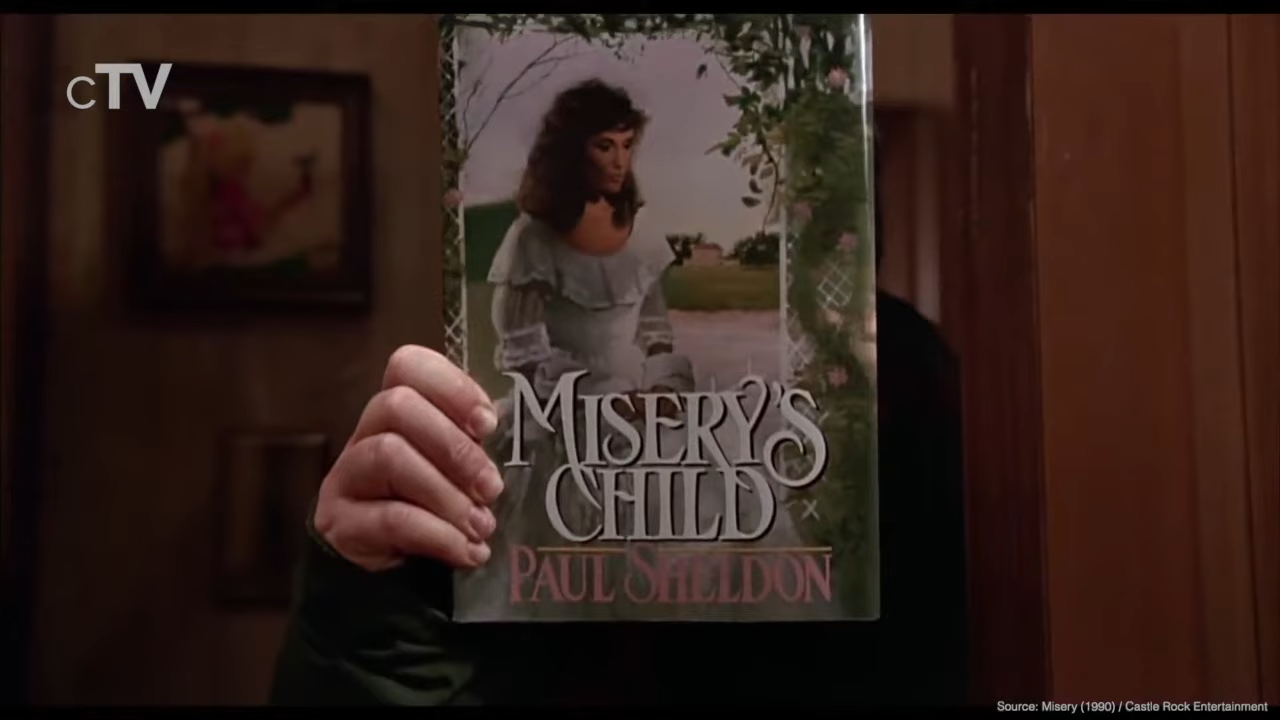 cTV
MISERY'S
CHILD
PAUL SHELDON
Source: Misery (1990) / Castle Rock Entertainment